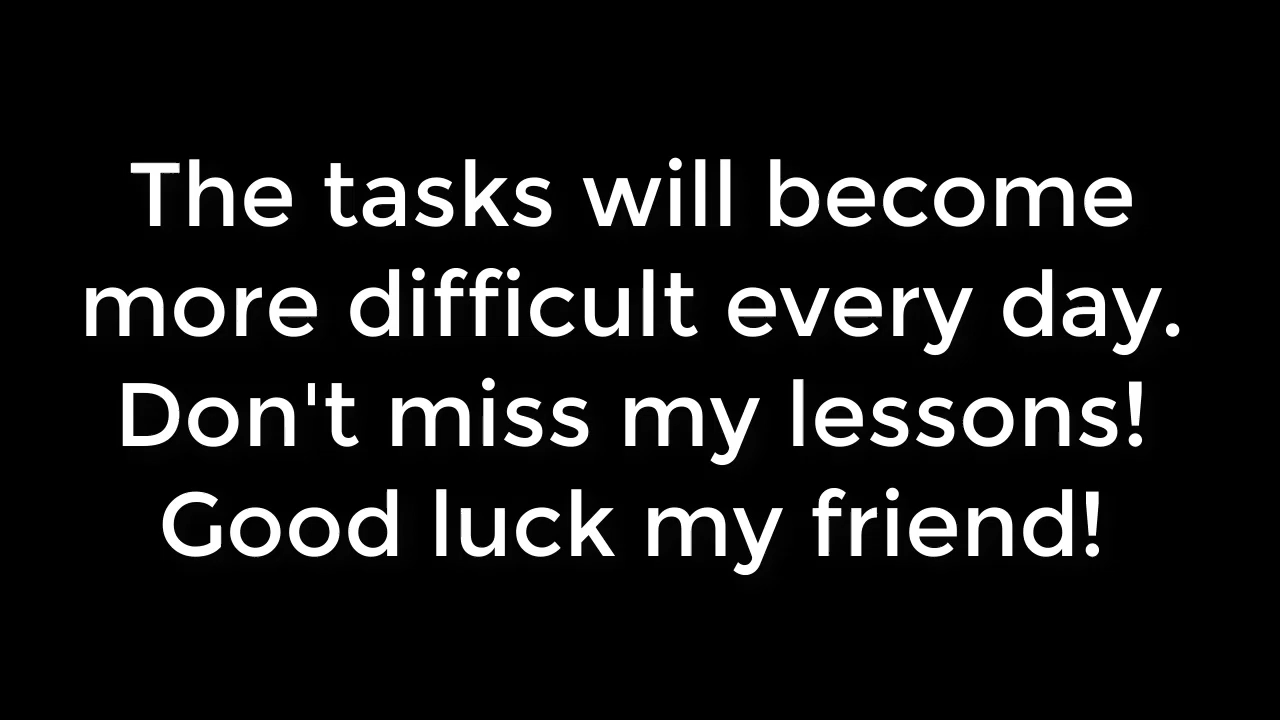 The tasks will become
more difficult every day.
Don't miss my lessons!
Good luck my friend!